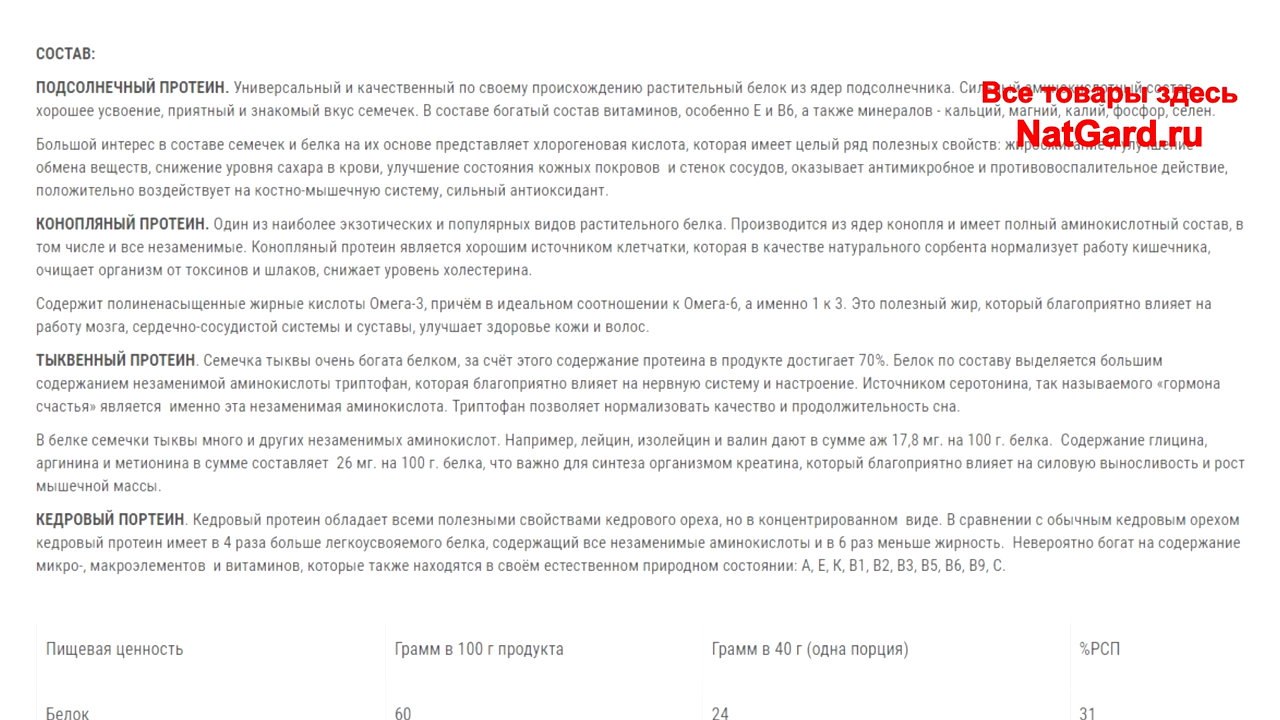 СОСТАВ:
ПОДСОЛНЕЧНЫЙ ПРОТЕИН. Универсальный и качественный по своему происхождению растительный белок из ядер подсолнечника. Сильный аминокислотный состав,
хорошее усвоение, приятный и знакомый вкус семечек. В составе богатый состав витаминов, особенно Е и В6, а также минералов - кальций, магний, калий, фосфор, селен.
Все товары здесь
NatGard.ru
Большой интерес в составе семечек и белка на их основе представляет хлорогеновая кислота, которая имеет целый ряд полезных свойств: жиросжигание и улучшение
обмена веществ, снижение уровня сахара в крови, улучшение состояния кожных покровов  и стенок сосудов, оказывает антимикробное и противовоспалительное действие,
положительно воздействует на костно-мышечную систему, сильный антиоксидант.
КОНОПЛЯНЫЙ ПРОТЕИН. Один из наиболее экзотических и популярных видов растительного белка. Производится из ядер конопля и имеет полный аминокислотный состав, в
том числе и все незаменимые. Конопляный протеин является хорошим источником клетчатки, которая в качестве натурального сорбента нормализует работу кишечника,
очищает организм от токсинов и шлаков, снижает уровень холестерина.
Содержит полиненасыщенные жирные кислоты Омега-3, причём в идеальном соотношении к Омега-6, а именно 1 к 3. Это полезный жир, который благоприятно влияет на
работу мозга, сердечно-сосудистой системы и суставы, улучшает здоровье кожи и волос.
ТЫКВЕННЫЙ ПРОТЕИН. Семечка тыквы очень богата белком, за счёт этого содержание протеина в продукте достигает 70%. Белок по составу выделяется большим
содержанием незаменимой аминокислоты триптофан, которая благоприятно влияет на нервную систему и настроение. Источником серотонина, так называемого «гормона
счастья» является  именно эта незаменимая аминокислота. Триптофан позволяет нормализовать качество и продолжительность сна.
В белке семечки тыквы много и других незаменимых аминокислот. Например, лейцин, изолейцин и валин дают в сумме аж 17,8 мг. на 100 г. белка.  Содержание глицина,
аргинина и метионина в сумме составляет  26 мг. на 100 г. белка, что важно для синтеза организмом креатина, который благоприятно влияет на силовую выносливость и рост
мышечной массы.
КЕДРОВЫЙ ПОРТЕИН. Кедровый протеин обладает всеми полезными свойствами кедрового ореха, но в концентрированном  виде. В сравнении с обычным кедровым орехом
кедровый протеин имеет в 4 раза больше легкоусвояемого белка, содержащий все незаменимые аминокислоты и в 6 раз меньше жирность.  Невероятно богат на содержание
микро-, макроэлементов  и витаминов, которые также находятся в своём естественном природном состоянии: А, Е, К, В1, В2, В3, В5, В6, В9, С.
Пищевая ценность Грамм в 100 г продукта Грамм в 40 г (одна порция) %РСП
Белок 60 24 31